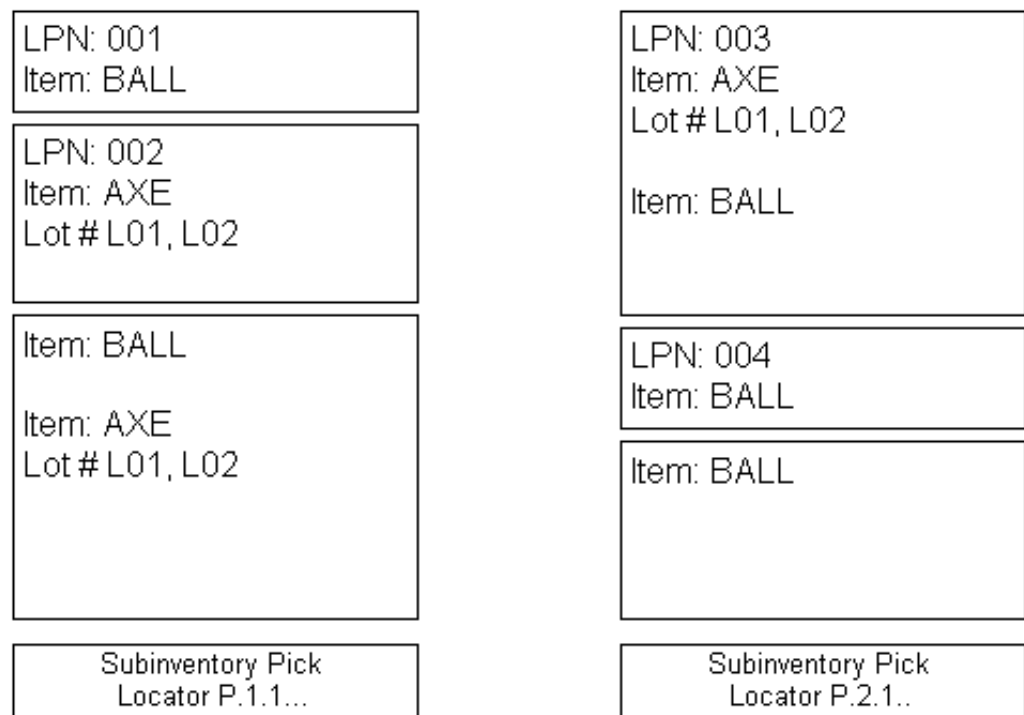 LPN: 001
Item: BALL
LPN: 002
Item: AXE
Lot # L01, L02
Item: BALL
Item: AXE
Lot # L01, L02
Subinventory Pick
Locator P.1.1...
LPN: 003
Item: AXE
Lot # L01, L02
Item: BALL
LPN: 004
Item: BALL
Item: BALL
Subinventory Pick
Locator P.2.1..